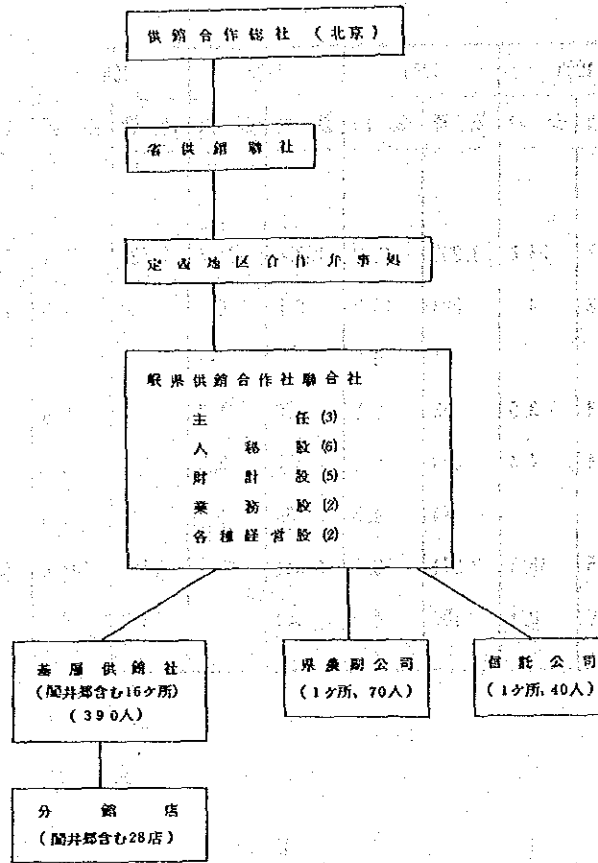 供銷合作総社（北京）
省供銷聯社
定西地区合作弁事処
岷県供銷合作社聯合社
主任(3)
人秘股(6)
財計股(5)
業務股(2)
各種経営股(2)
基層供銷社
(閭井郷含む16ケ所)
(390人)
県農副公司
(1ケ所、70人)
信託公司
(1ケ所、40人)
分銷店
(閭井郷含む28店)